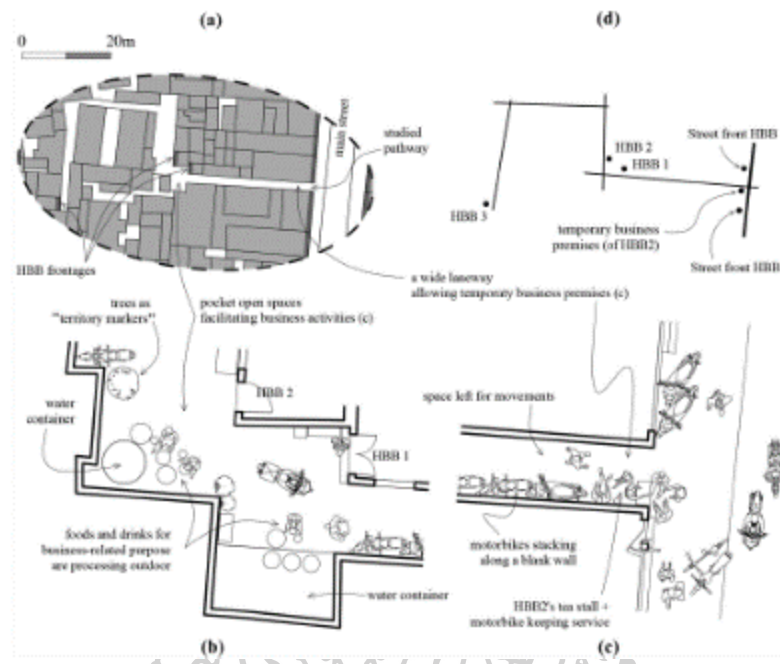 (a)
(d)
0
20m
main street
studied
pathway
HBB frontages
HBB 2
HBB 1
HBB 3
Street front HBB
temporary business
premises (of HBB2)
Street front HBB
trees as
"territory markers"
pocket open spaces
facilitating business activities (c)
a wide laneway
allowing temporaty business premises (c)
water
container
HBB 2
HBB 1
space left for movements
foods and drinks for
business-related purpose
are processing outdoor
water container
motorbikes stacking
along a blank wall
HBB2's tea stall +
motorbike keeping service
(b)
(c)